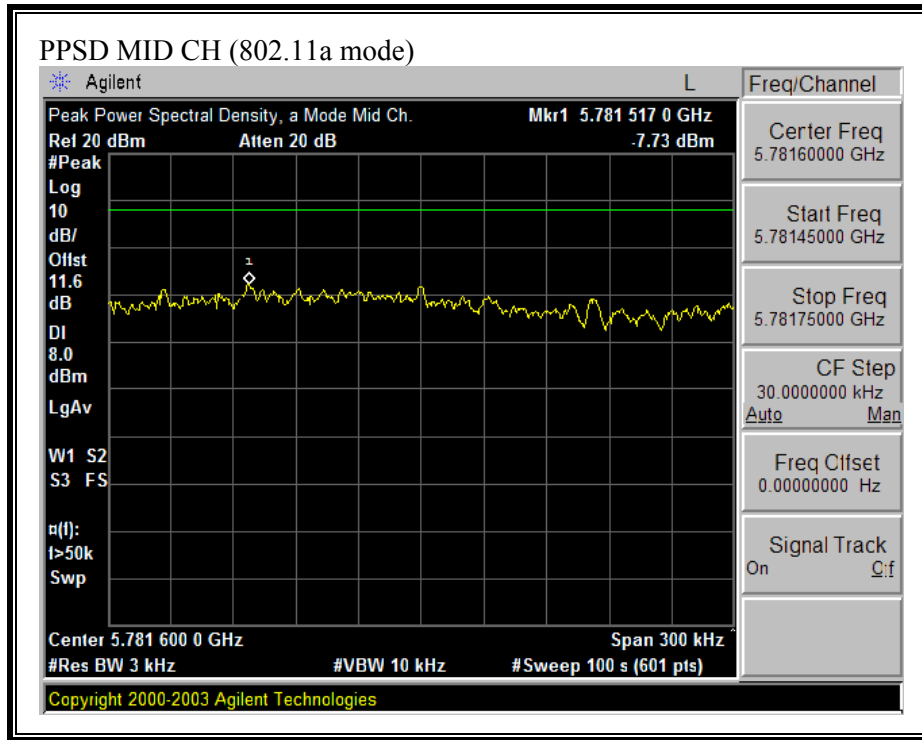 PPSD MID CH (802.11a mode)
Agilent L
Peak Power Spectral Density, a Mode Mid Ch. Mkr1 5.781 517 0 GHz
Ref 20 dBm Atten 20 dB -7.73 dBm
#Peak
Log
10
dB/
Offst
11.6
dB
DI
8.0
dBm
LgAv
W1 S2
S3 FS
¤(f):
f>50k
Swp
1
Center 5.781 600 0 GHz Span 300 kHz
#Res BW 3 kHz #VBW 10 kHz #Sweep 100 s (601 pts)
Copyright 2000-2003 Agilent Technologies
Freq/Channel
Center Freq
5.78160000 GHz
Start Freq
5.78145000 GHz
Stop Freq
5.78175000 GHz
CF Step
30.0000000 kHz
Auto Man
Freq Offset
0.00000000 Hz
Signal Track
On Off